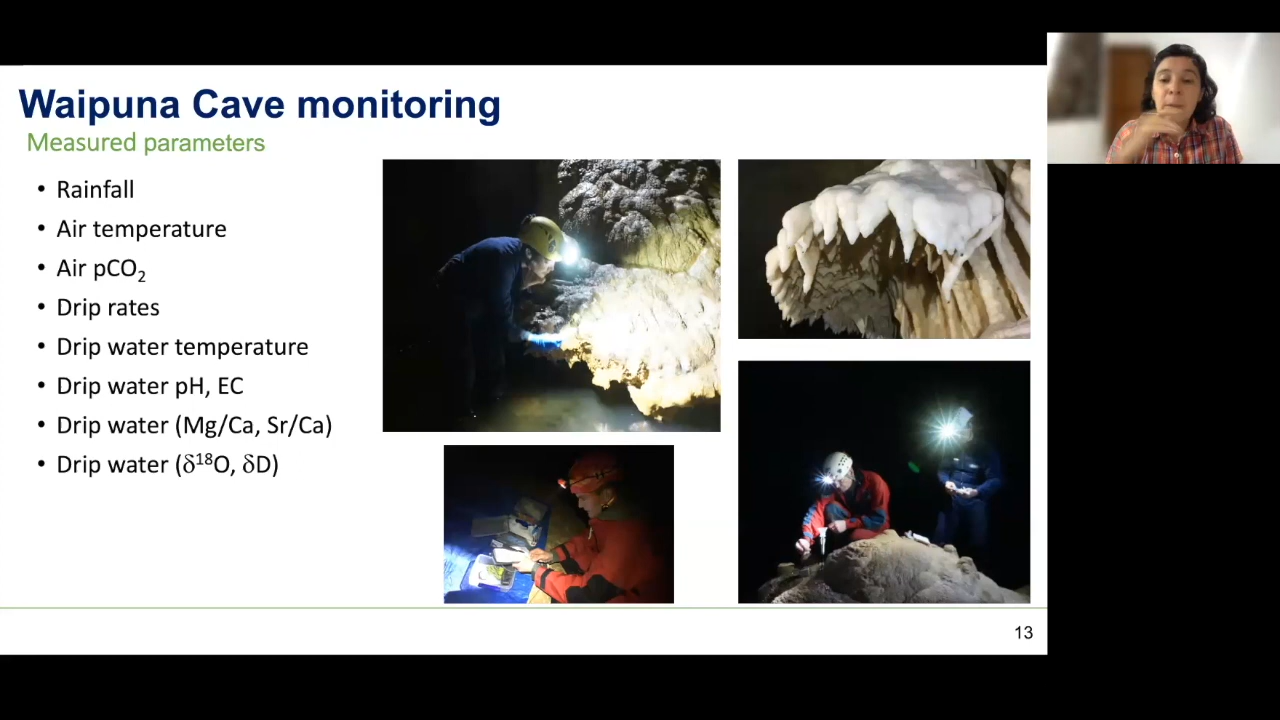 Waipuna Cave monitoring
Measured parameters
• Rainfall
• Air temperature
• Air pCO₂
• Drip rates
• Drip water temperature
• Drip water pH, EC
• Drip water (Mg/Ca, Sr/Ca)
• Drip water (δ¹⁸O, δD)
13